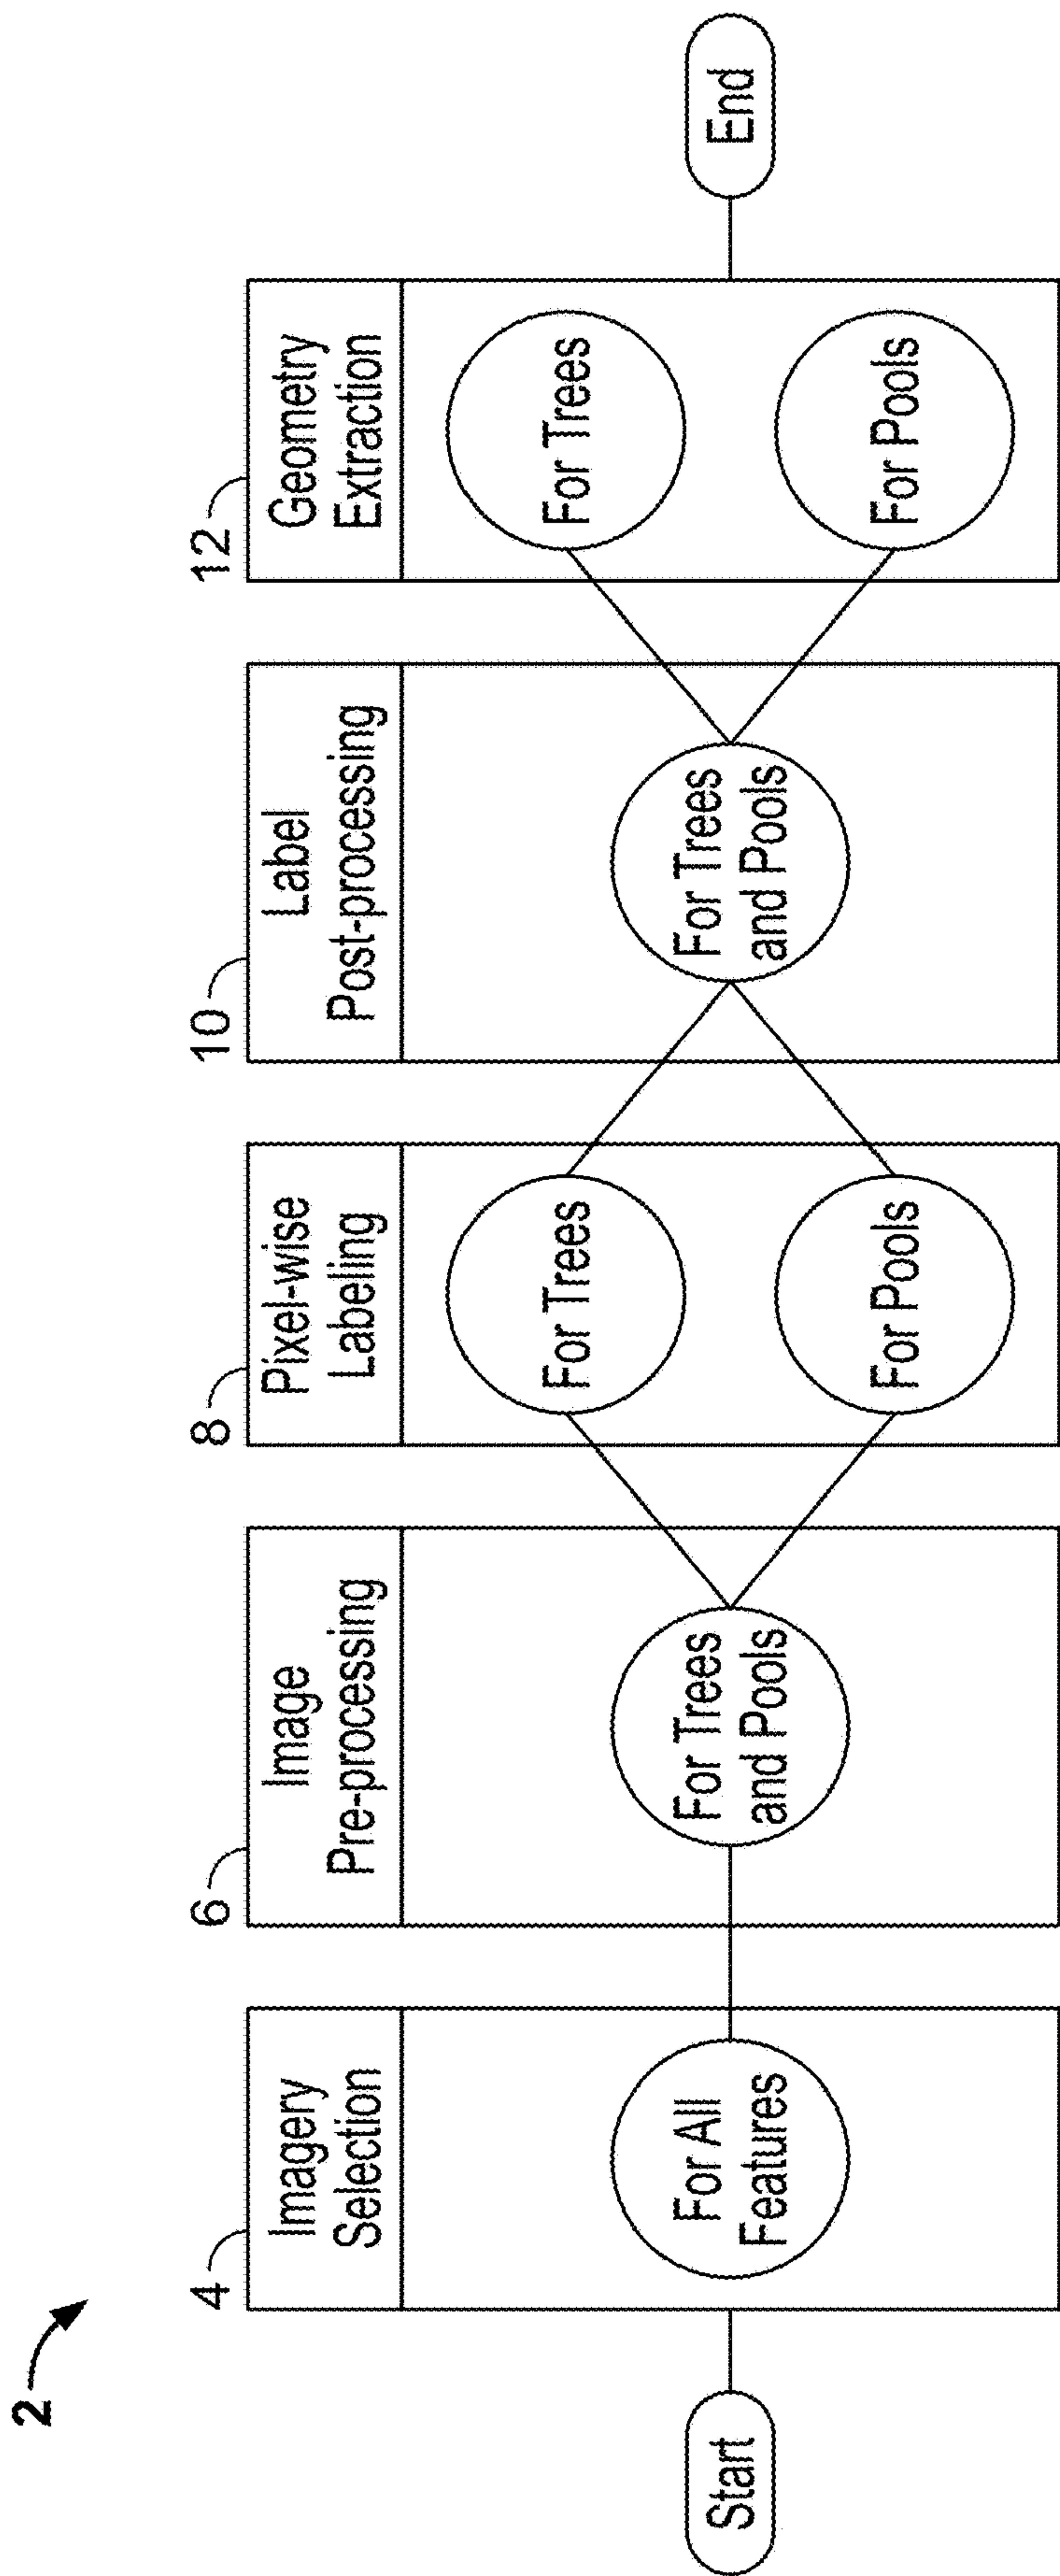 2
Start
4
Imagery
Selection
For All
Features
6
Image
Pre-processing
For Trees
and Pools
8
Pixel-wise
Labeling
For Trees
For Pools
10
Label
Post-processing
For Trees
and Pools
12
Geometry
Extraction
For Trees
For Pools
End